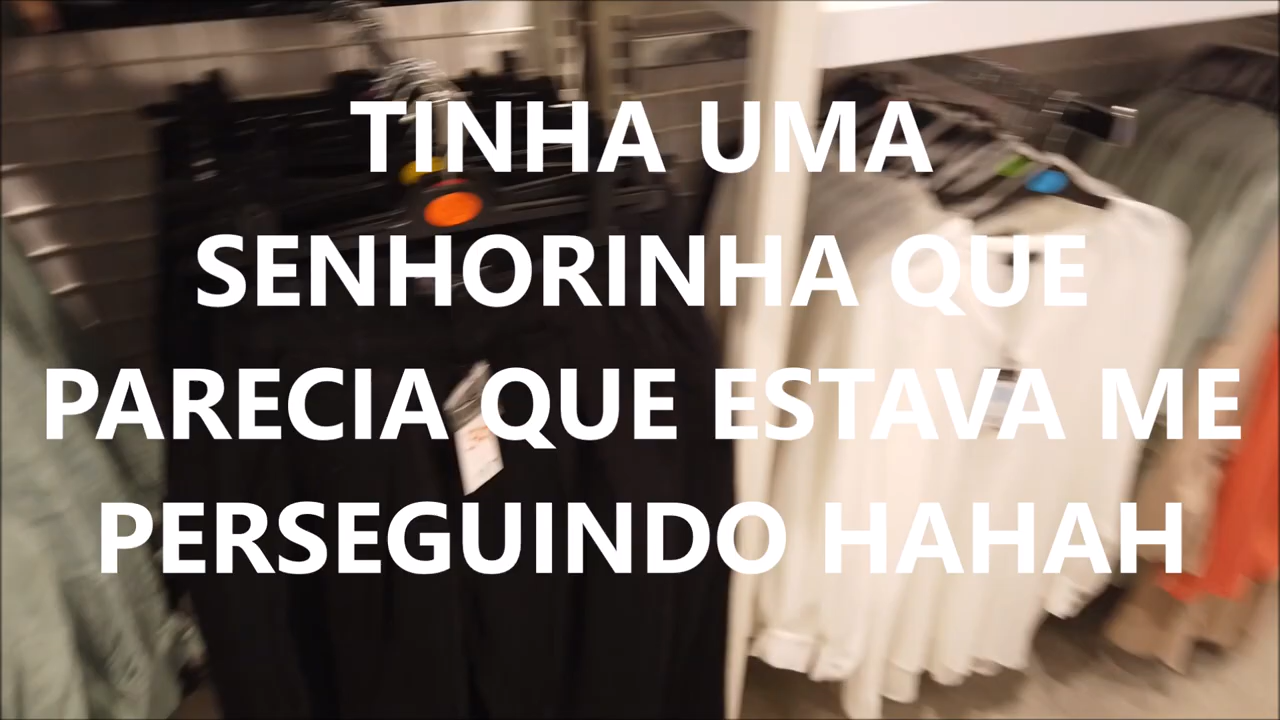 TINHA UMA
SENHORINHA QUE
PARECIA QUE ESTAVA ME
PERSEGUINDO HAHAH